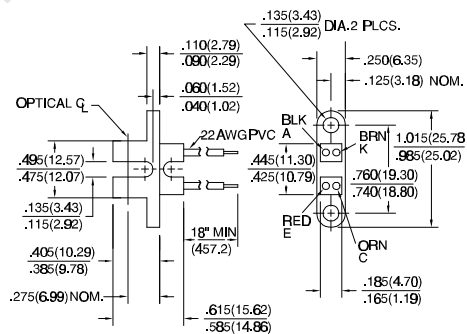 .135(3.43)
.115(2.92)
DIA.2 PLCS.
.110(2.79)
.090(2.29)
.250(6.35)
.125(3.18) NOM.
.060(1.52)
.040(1.02)
OPTICAL CL
22 AWG PVC
BLK
A
BRN
K
1.015(25.78
.985(25.02)
.495(12.57)
.475(12.07)
.445(11.30)
.425(10.79)
.760(19.30)
.740(18.80)
.135(3.43)
.115(2.92)
18" MIN
(457.2)
RED
E
ORN
C
.405(10.29)
.385(9.78)
.275(6.99) NOM.
.615(15.62)
.585(14.86)
.185(4.70)
.165(1.19)